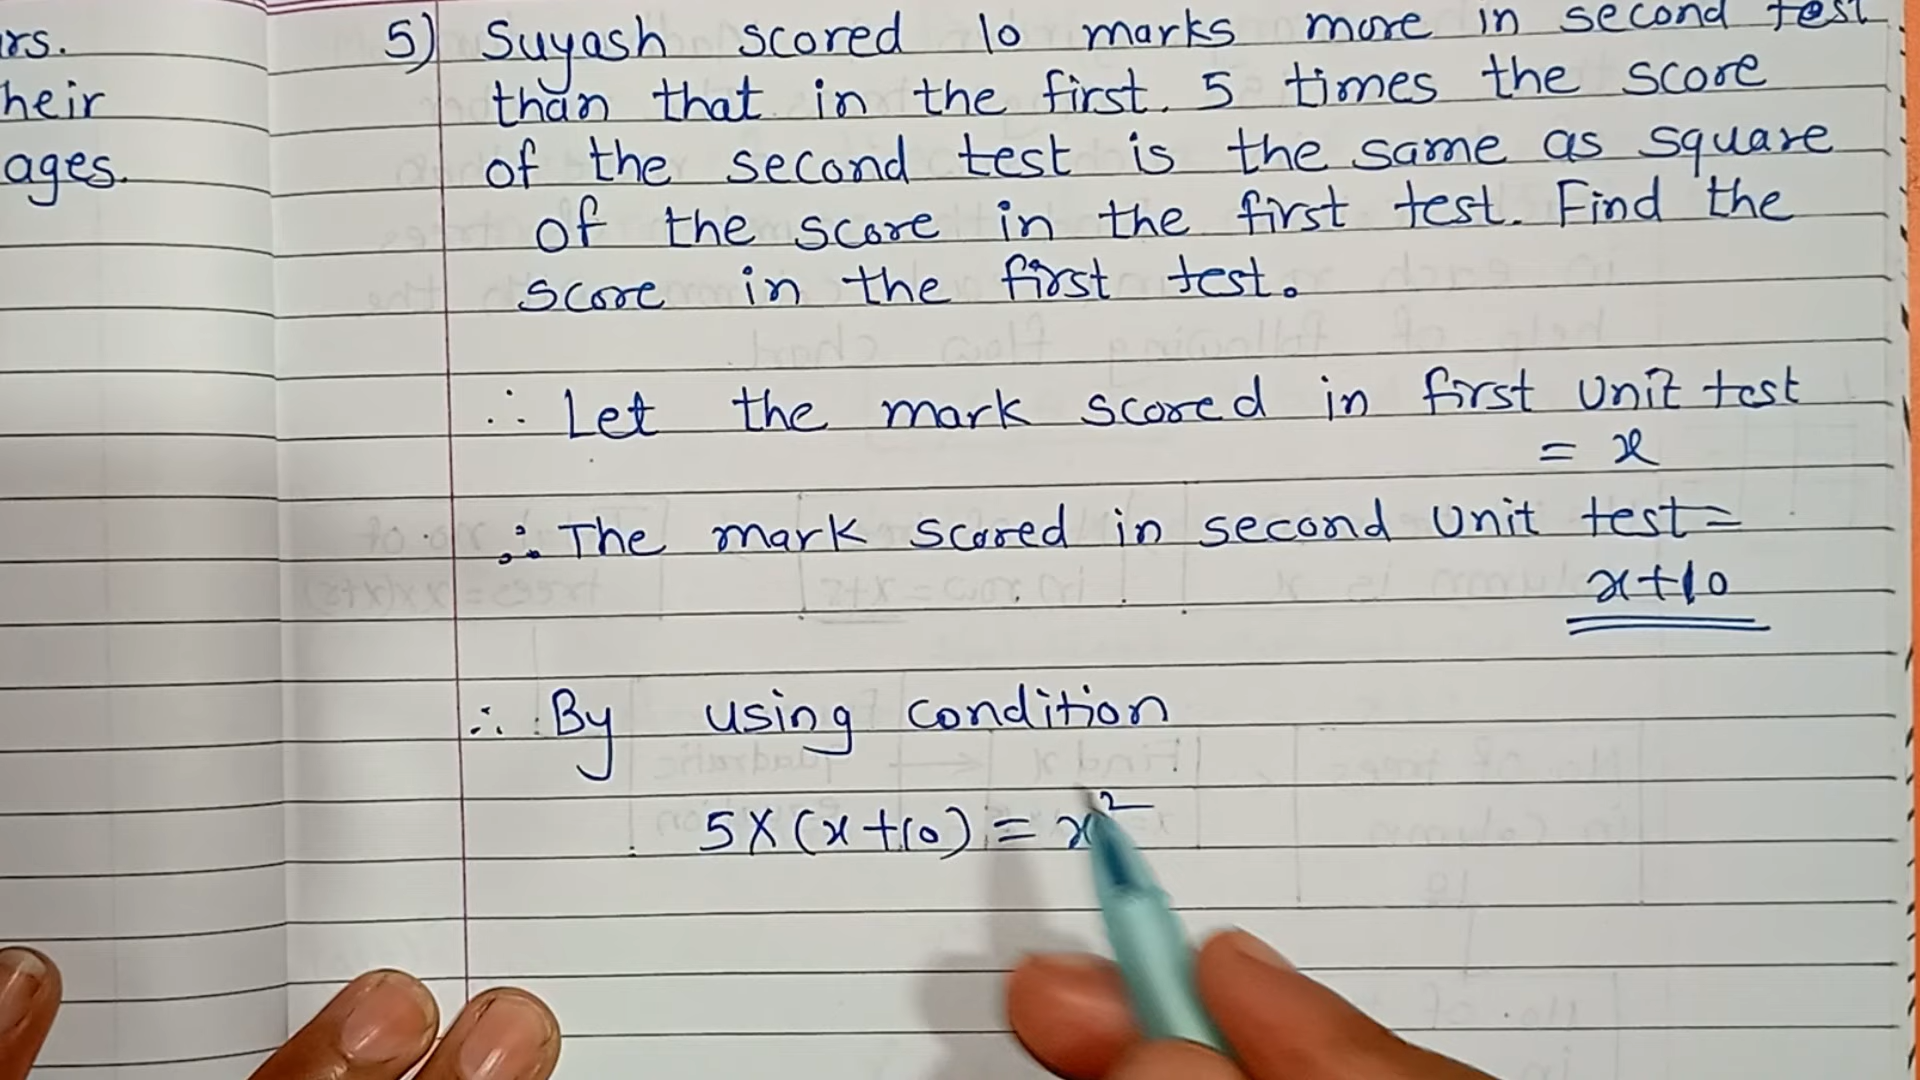 rs.
heir
ages.
5) Suyash scored 10 marks more in second test
than that in the first. 5 times the score
of the second test is the same as square
of the score in the first test. Find the
score in the first test.
∴ Let the mark scored in first unit test
= x
∴ The mark scored in second unit test =
x+10
∴ By using condition
5×(x+10) = x²